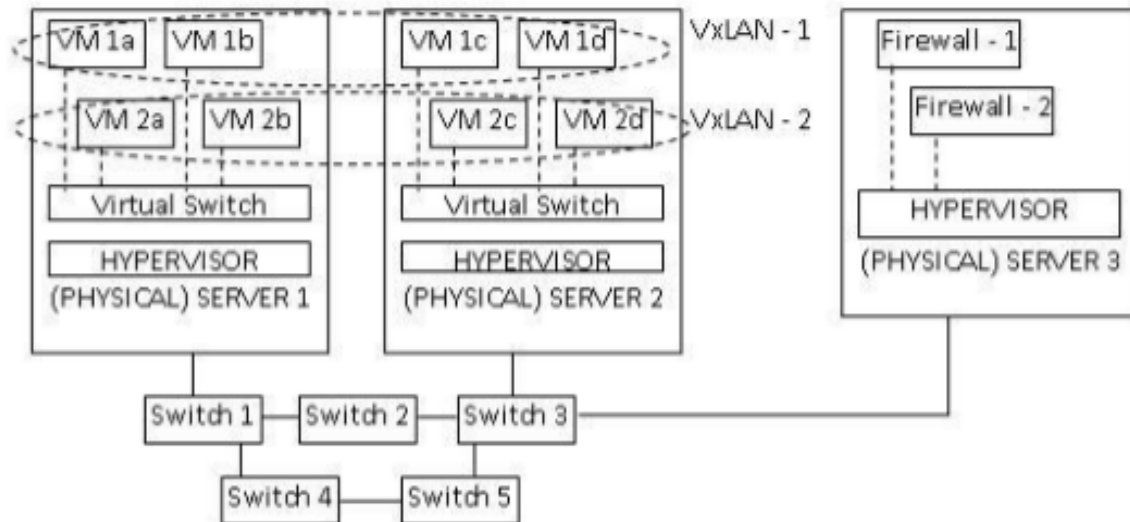 VM 1a
VM 1b
VM 1c
VM 1d
VxLAN - 1
Firewall - 1
VM 2a
VM 2b
VM 2c
VM 2d
VxLAN - 2
Firewall - 2
Virtual Switch
Virtual Switch
HYPERVISOR
HYPERVISOR
HYPERVISOR
(PHYSICAL) SERVER 1
(PHYSICAL) SERVER 2
(PHYSICAL) SERVER 3
Switch 1
Switch 2
Switch 3
Switch 4
Switch 5